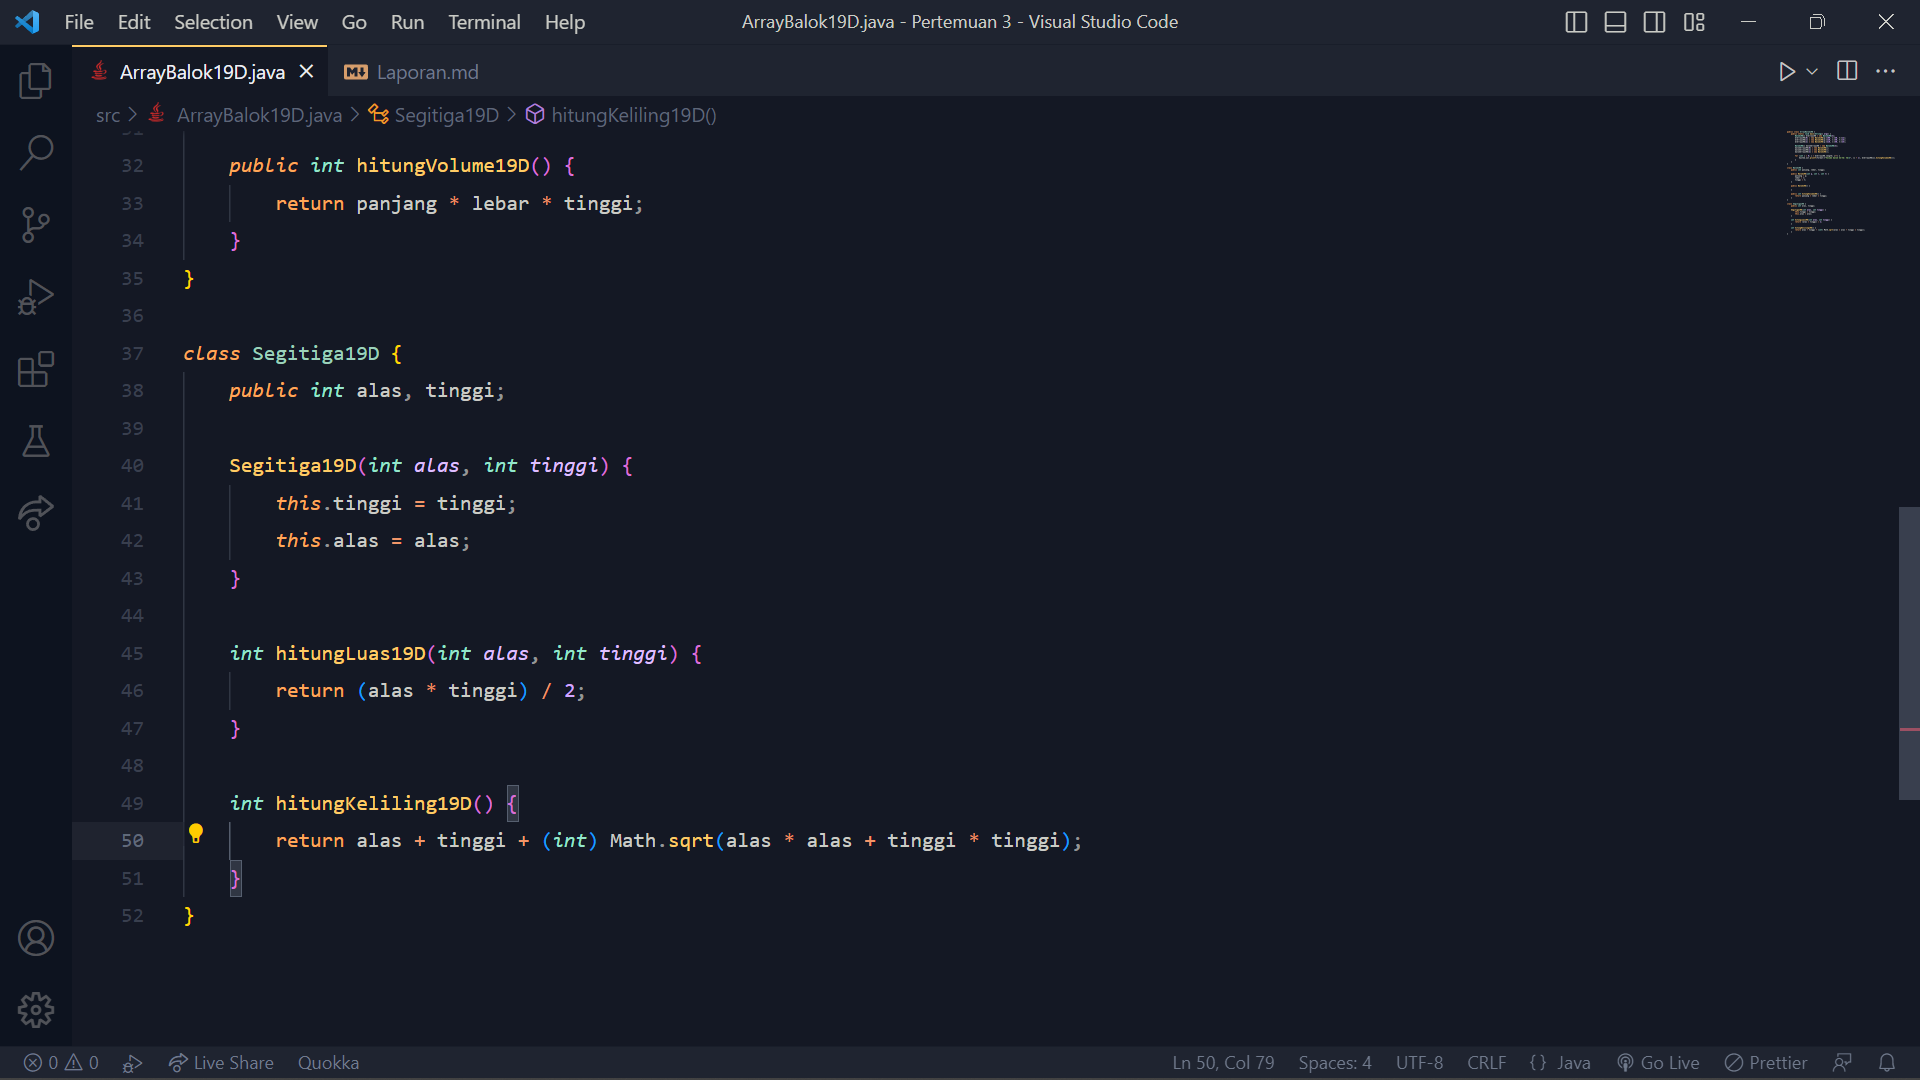 File Edit Selection View Go Run Terminal Help ArrayBalok19D.java - Pertemuan 3 - Visual Studio Code
ArrayBalok19D.java Laporan.md
src > ArrayBalok19D.java > Segitiga19D > hitungKeliling19D()
31
32 public int hitungVolume19D() {
33 return panjang * lebar * tinggi;
34 }
35 }
36
37 class Segitiga19D {
38 public int alas, tinggi;
39
40 Segitiga19D(int alas, int tinggi) {
41 this.tinggi = tinggi;
42 this.alas = alas;
43 }
44
45 int hitungLuas19D(int alas, int tinggi) {
46 return (alas * tinggi) / 2;
47 }
48
49 int hitungKeliling19D() {
50 return alas + tinggi + (int) Math.sqrt(alas * alas + tinggi * tinggi);
51 }
52 }
0 0 Live Share Quokka Ln 50, Col 79 Spaces: 4 UTF-8 CRLF {} Java Go Live Prettier